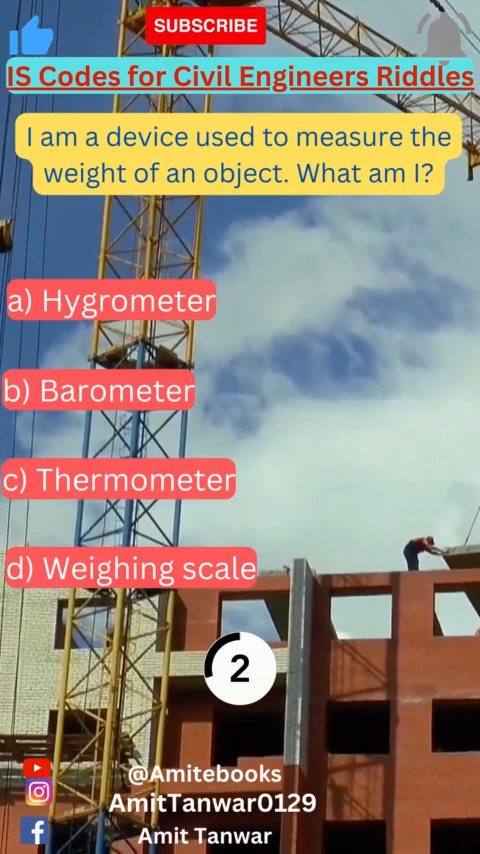 SUBSCRIBE
IS Codes for Civil Engineers Riddles
I am a device used to measure the
weight of an object. What am I?
a) Hygrometer
b) Barometer
c) Thermometer
d) Weighing scale
2
@Amitebooks
AmitTanwar0129
Amit Tanwar